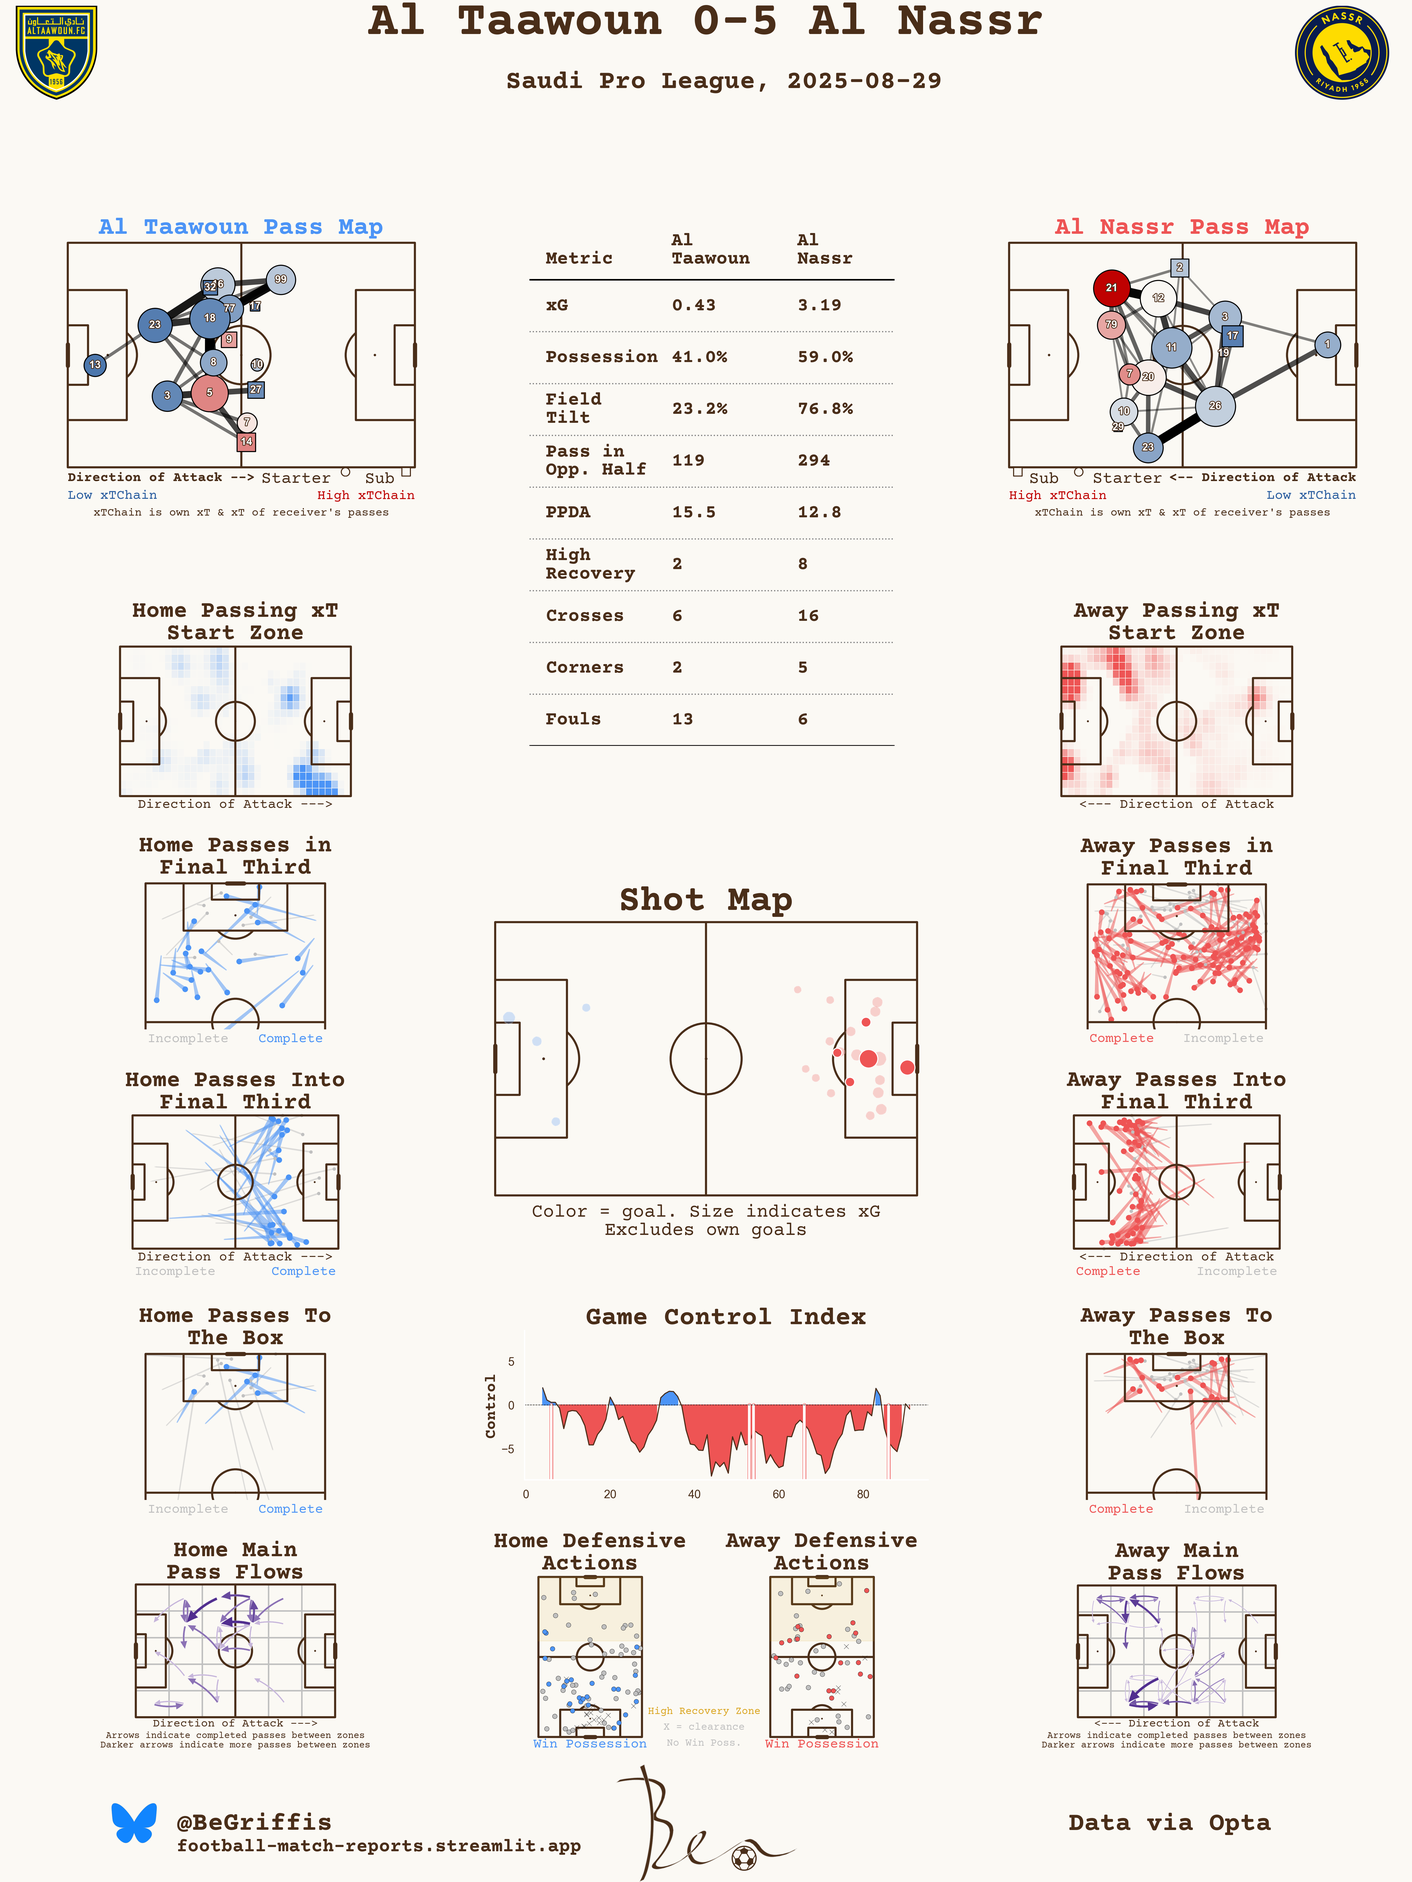 Al Taawoun 0-5 Al Nassr
Saudi Pro League, 2025-08-29
نادي التعاون
ALTAAWOUN.FC
1956
NASSR
RIYADH 1955
Al Taawoun Pass Map
13
23
3
32
6
18
77
99
17
9
8
10
5
27
7
14
Direction of Attack --> Starter Sub
Low xTChain High xTChain
xTChain is own xT & xT of receiver's passes
Metric Al Taawoun Al Nassr
xG 0.43 3.19
Possession 41.0% 59.0%
Field Tilt 23.2% 76.8%
Pass in Opp. Half 119 294
PPDA 15.5 12.8
High Recovery 2 8
Crosses 6 16
Corners 2 5
Fouls 13 6
Al Nassr Pass Map
2
21
12
79
3
17
19
1
11
7
20
10
29
26
23
Sub Starter <-- Direction of Attack
High xTChain Low xTChain
xTChain is own xT & xT of receiver's passes
Home Passing xT
Start Zone
Direction of Attack --->
Away Passing xT
Start Zone
<--- Direction of Attack
Home Passes in
Final Third
Incomplete Complete
Away Passes in
Final Third
Complete Incomplete
Shot Map
Color = goal. Size indicates xG
Excludes own goals
Home Passes Into
Final Third
Direction of Attack --->
Incomplete Complete
Away Passes Into
Final Third
<--- Direction of Attack
Complete Incomplete
Home Passes To
The Box
Incomplete Complete
Game Control Index
Control
5
0
−5
0 20 40 60 80
Away Passes To
The Box
Complete Incomplete
Home Main
Pass Flows
Direction of Attack --->
Arrows indicate completed passes between zones
Darker arrows indicate more passes between zones
Home Defensive
Actions
Win Possession
High Recovery Zone
X = clearance
No Win Poss.
Away Defensive
Actions
Win Possession
Away Main
Pass Flows
<--- Direction of Attack
Arrows indicate completed passes between zones
Darker arrows indicate more passes between zones
@BeGriffis
football-match-reports.streamlit.app
Ben
Data via Opta